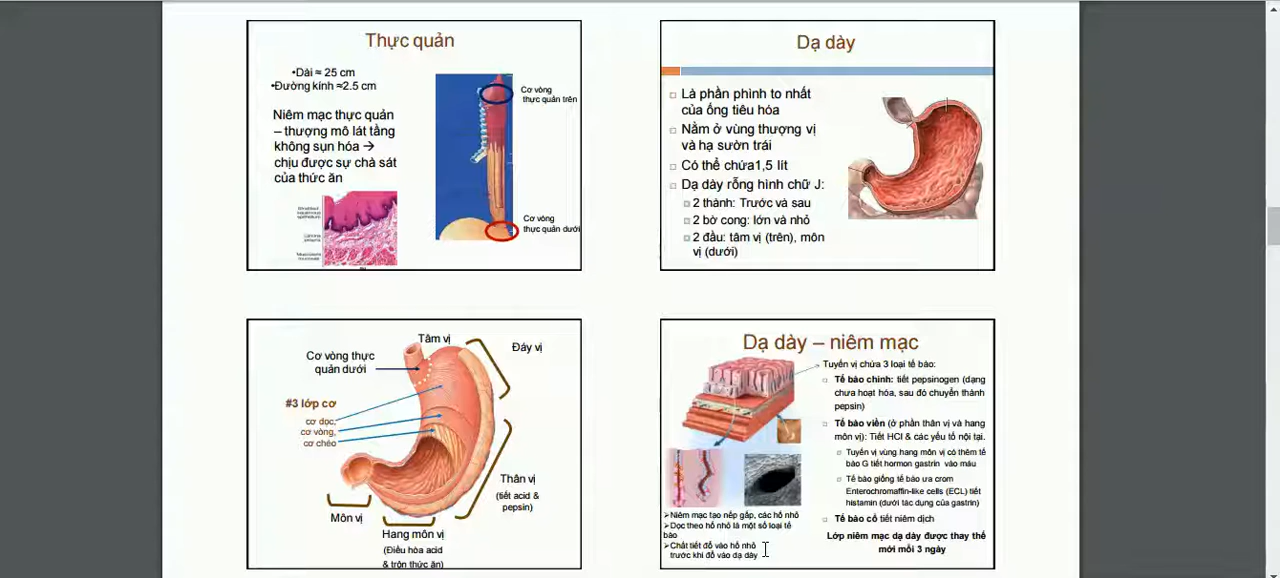 Thực quản
•Dài ≈ 25 cm
•Đường kính ≈2.5 cm
Niêm mạc thực quản
– thượng mô lát tầng
không sụn hóa →
chịu được sự chà sát
của thức ăn
Cơ vòng
thực quản trên
Cơ vòng
thực quản dưới
Dạ dày
Là phần phình to nhất
của ống tiêu hóa
Nằm ở vùng thượng vị
và hạ sườn trái
Có thể chứa1,5 lít
Dạ dày rỗng hình chữ J:
2 thành: Trước và sau
2 bờ cong: lớn và nhỏ
2 đầu: tâm vị (trên), môn
vị (dưới)
Tâm vị
Cơ vòng thực
quản dưới
Đáy vị
#3 lớp cơ
cơ dọc,
cơ vòng,
cơ chéo
Thân vị
(tiết acid &
pepsin)
Môn vị
Hang môn vị
(Điều hòa acid
& trộn thức ăn)
Dạ dày – niêm mạc
Tuyến vị chứa 3 loại tế bào:
Tế bào chính: tiết pepsinogen (dạng
chưa hoạt hóa, sau đó chuyển thành
pepsin)
Tế bào viền (ở phần thân vị và hang
môn vị): Tiết HCl & các yếu tố nội tại.
Tuyến vị vùng hang môn vị có thêm tế
bào G tiết hormon gastrin vào máu
Tế bào giống tế bào ưa crom
Enterochromaffin-like cells (ECL) tiết
histamin (dưới tác dụng của gastrin)
Tế bào cổ tiết niêm dịch
Lớp niêm mạc dạ dày được thay thế
mới mỗi 3 ngày
➢Niêm mạc tạo nếp gấp, các hố nhỏ
➢Dọc theo hố nhỏ là một số loại tế
bào
➢Chất tiết đổ vào hố nhỏ
trước khi đổ vào dạ dày